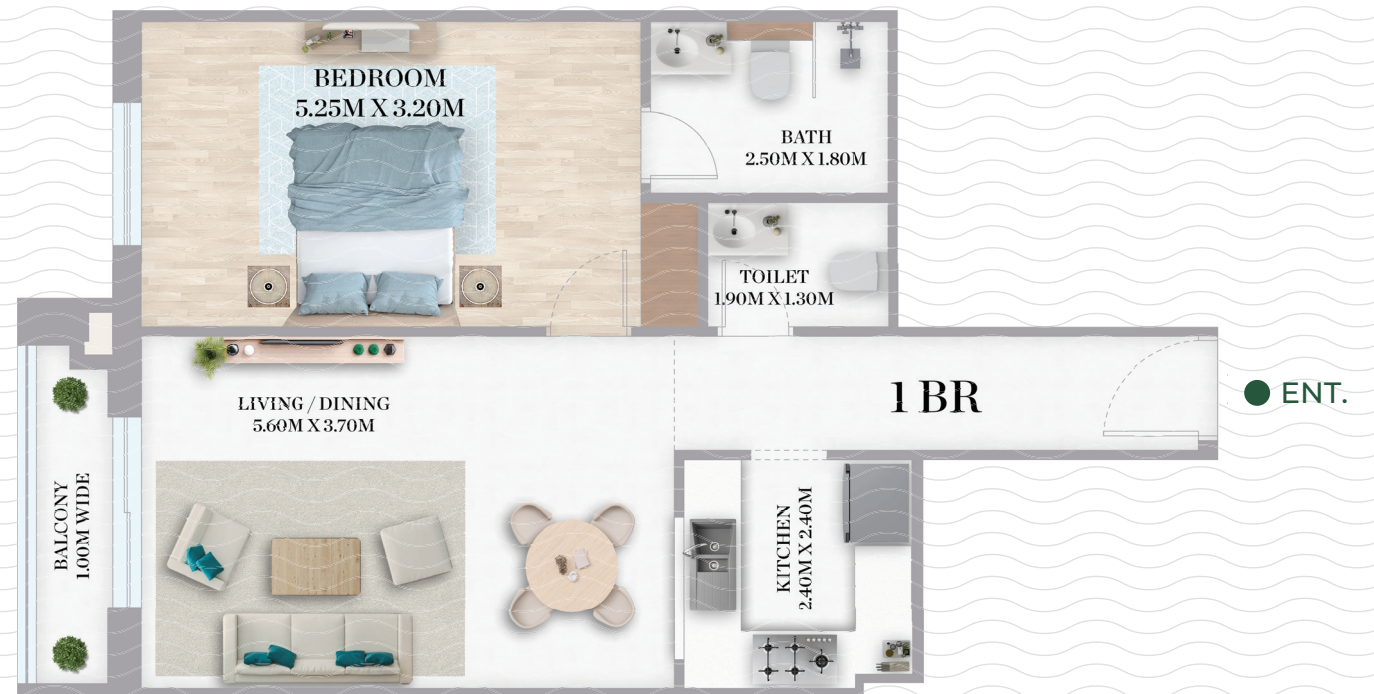 BEDROOM
5.25M X 3.20M
BATH
2.50M X 1.80M
TOILET
1.90M X 1.30M
LIVING / DINING
5.60M X 3.70M
1 BR
ENT.
BALCONY
1.00M WIDE
KITCHEN
2.40M X 2.40M